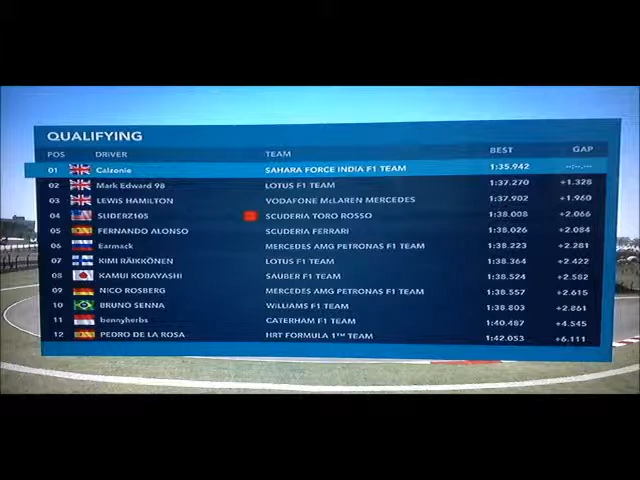 QUALIFYING
POS DRIVER TEAM BEST GAP
01 Calzonie SAHARA FORCE INDIA F1 TEAM 1:35.942 --:--.---
02 Mark Edward 98 LOTUS F1 TEAM 1:37.270 +1.328
03 LEWIS HAMILTON VODAFONE McLAREN MERCEDES 1:37.902 +1.960
04 SLIDERZ105 SCUDERIA TORO ROSSO 1:38.008 +2.066
05 FERNANDO ALONSO SCUDERIA FERRARI 1:38.026 +2.084
06 Earmack MERCEDES AMG PETRONAS F1 TEAM 1:38.223 +2.281
07 KIMI RÄIKKÖNEN LOTUS F1 TEAM 1:38.364 +2.422
08 KAMUI KOBAYASHI SAUBER F1 TEAM 1:38.524 +2.582
09 NICO ROSBERG MERCEDES AMG PETRONAS F1 TEAM 1:38.557 +2.615
10 BRUNO SENNA WILLIAMS F1 TEAM 1:38.803 +2.861
11 bennyherbs CATERHAM F1 TEAM 1:40.487 +4.545
12 PEDRO DE LA ROSA HRT FORMULA 1™ TEAM 1:42.053 +6.111